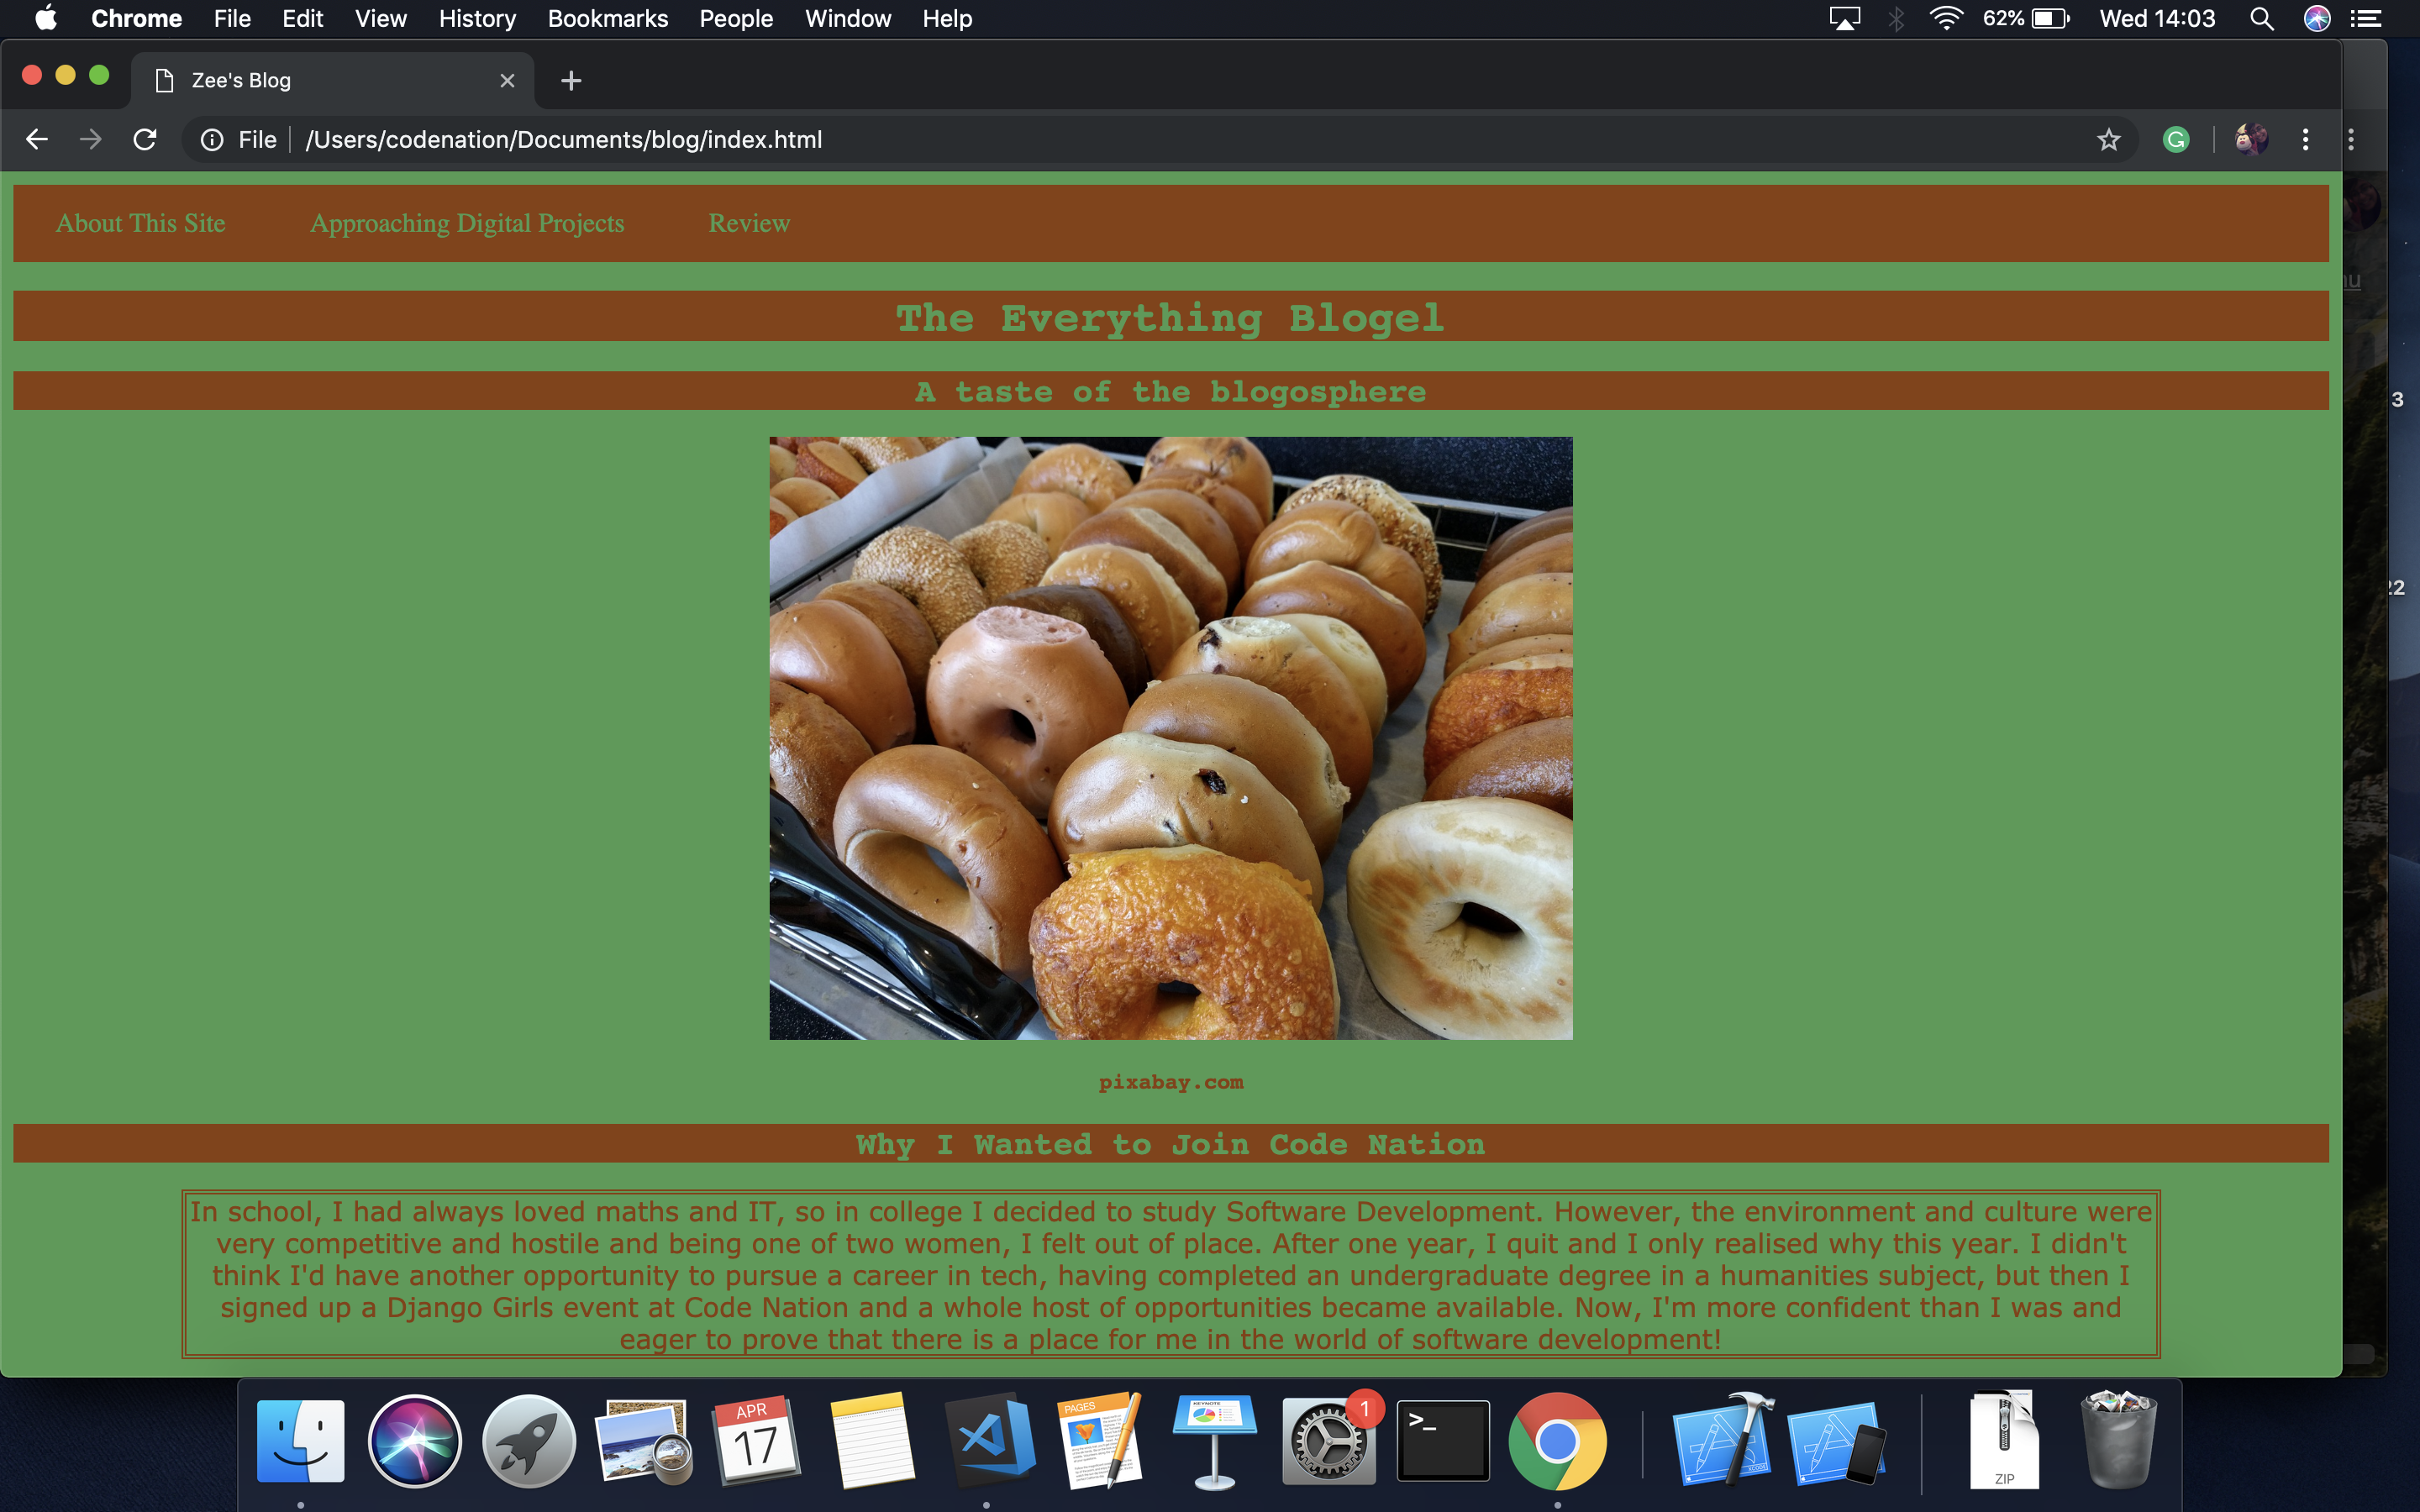 Chrome File Edit View History Bookmarks People Window Help 62% Wed 14:03
Zee's Blog
File /Users/codenation/Documents/blog/index.html
About This Site Approaching Digital Projects Review
The Everything Blogel
A taste of the blogosphere
3
22
pixabay.com
Why I Wanted to Join Code Nation
In school, I had always loved maths and IT, so in college I decided to study Software Development. However, the environment and culture were
very competitive and hostile and being one of two women, I felt out of place. After one year, I quit and I only realised why this year. I didn't
think I'd have another opportunity to pursue a career in tech, having completed an undergraduate degree in a humanities subject, but then I
signed up a Django Girls event at Code Nation and a whole host of opportunities became available. Now, I'm more confident than I was and
eager to prove that there is a place for me in the world of software development!
APR
17
PAGES
KEYNOTE
1
>_
ZIP